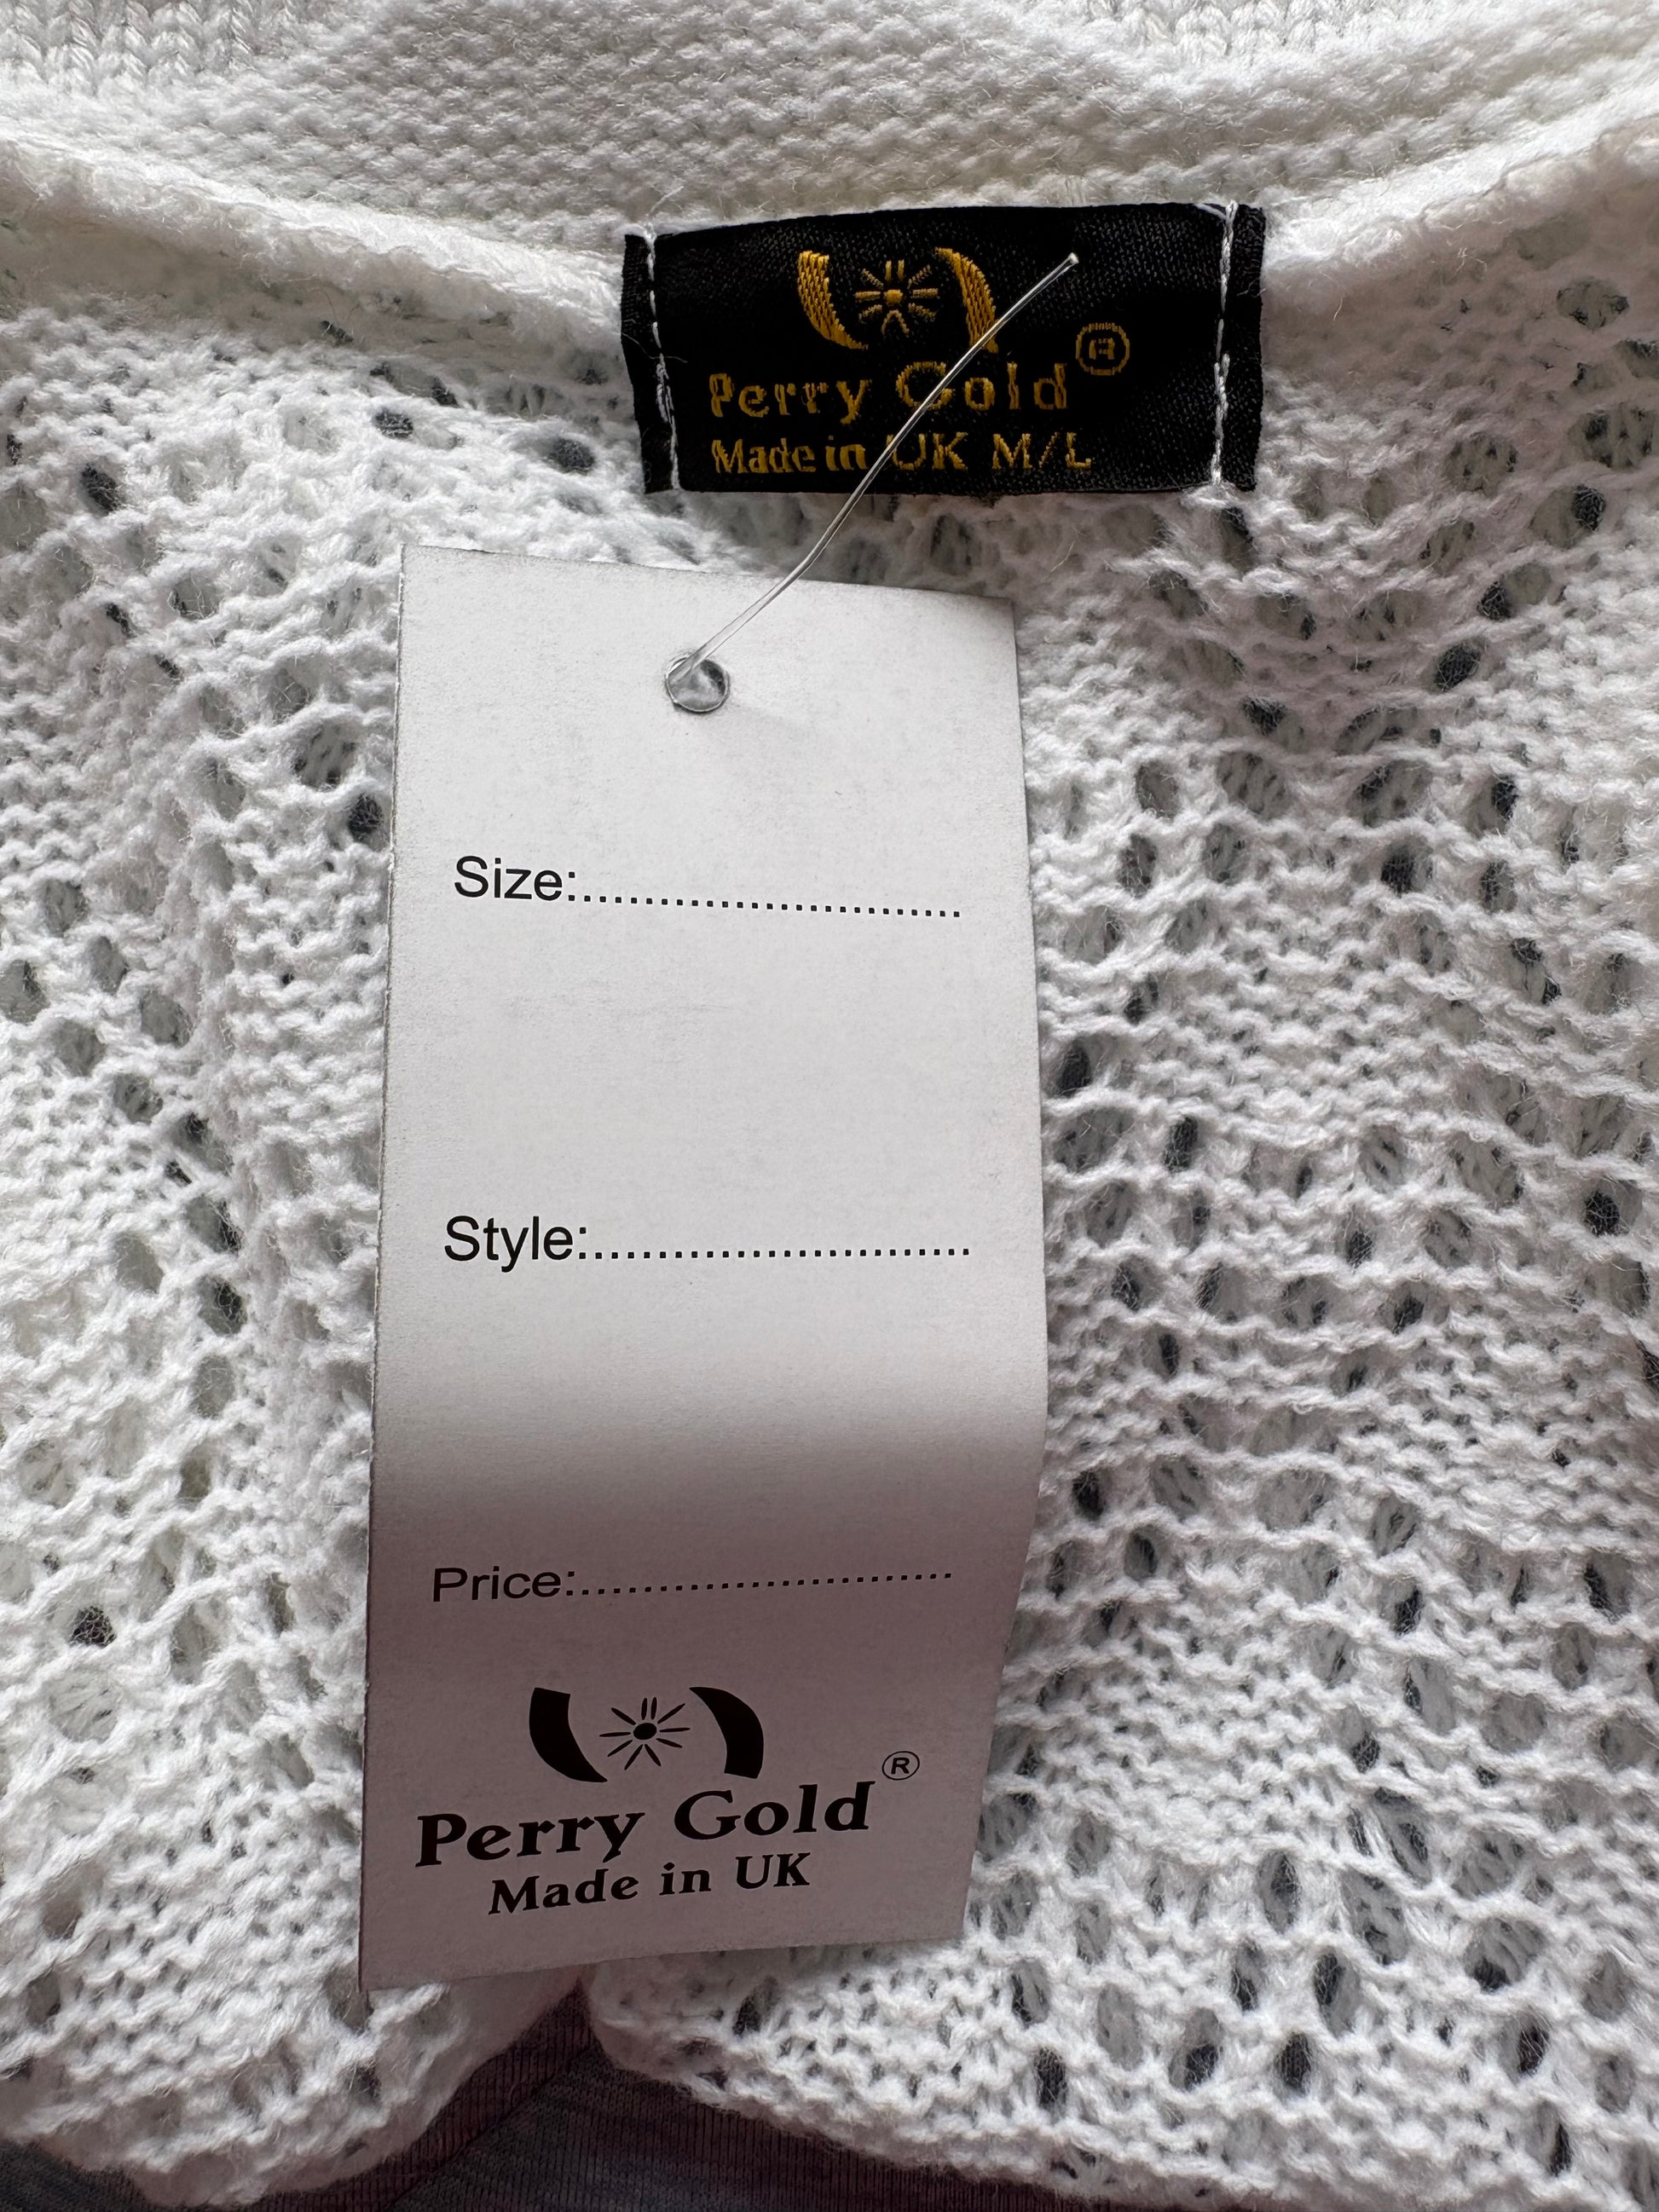 Perry Gold®
Made in UK M/L
Size:............................
Style:...........................
Price:...........................
Perry Gold®
Made in UK